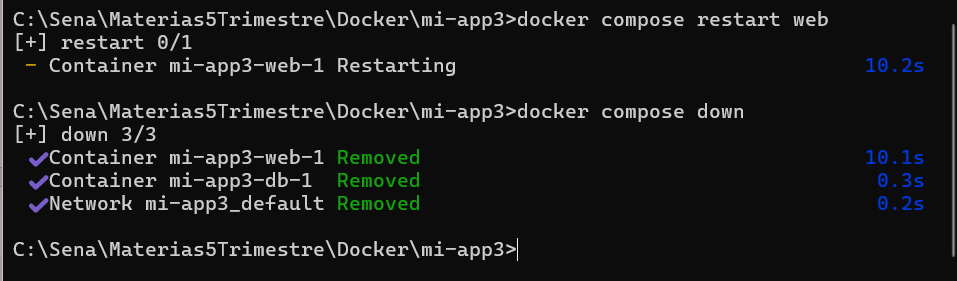 C:\Sena\Materias5Trimestre\Docker\mi-app3>docker compose restart web
[+] restart 0/1
 - Container mi-app3-web-1 Restarting 10.2s
C:\Sena\Materias5Trimestre\Docker\mi-app3>docker compose down
[+] down 3/3
 ✔Container mi-app3-web-1 Removed 10.1s
 ✔Container mi-app3-db-1  Removed 0.3s
 ✔Network mi-app3_default Removed 0.2s
C:\Sena\Materias5Trimestre\Docker\mi-app3>